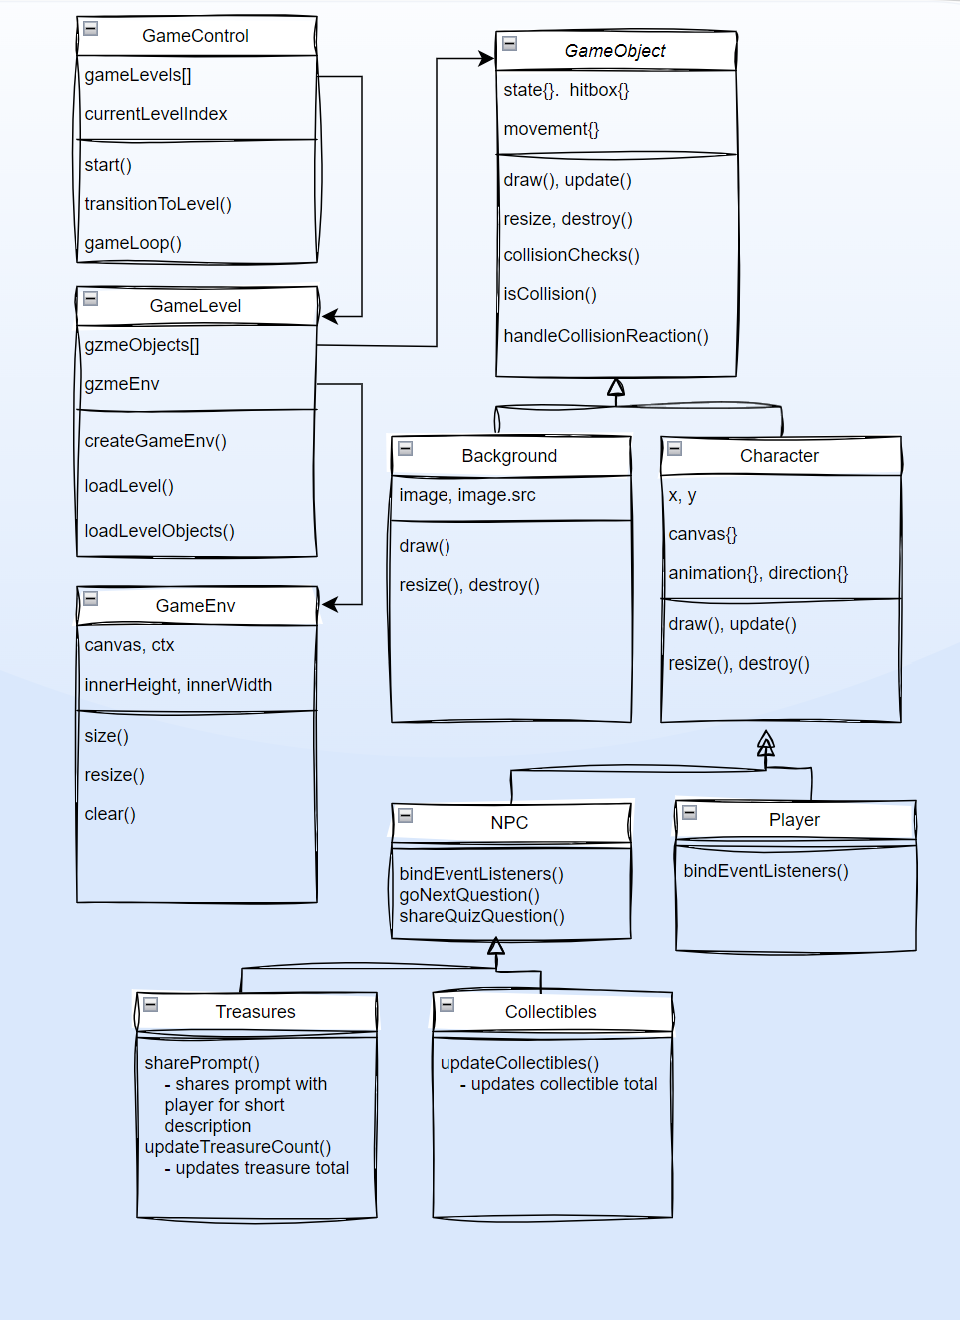 GameControl
gameLevels[]
currentLevelIndex
start()
transitionToLevel()
gameLoop()
GameLevel
gzmeObjects[]
gzmeEnv
createGameEnv()
loadLevel()
loadLevelObjects()
GameEnv
canvas, ctx
innerHeight, innerWidth
size()
resize()
clear()
GameObject
state{}.  hitbox{}
movement{}
draw(), update()
resize, destroy()
collisionChecks()
isCollision()
handleCollisionReaction()
Background
image, image.src
draw()
resize(), destroy()
Character
x, y
canvas{}
animation{}, direction{}
draw(), update()
resize(), destroy()
NPC
bindEventListeners()
goNextQuestion()
shareQuizQuestion()
Player
bindEventListeners()
Treasures
sharePrompt()
- shares prompt with
player for short
description
updateTreasureCount()
- updates treasure total
Collectibles
updateCollectibles()
- updates collectible total